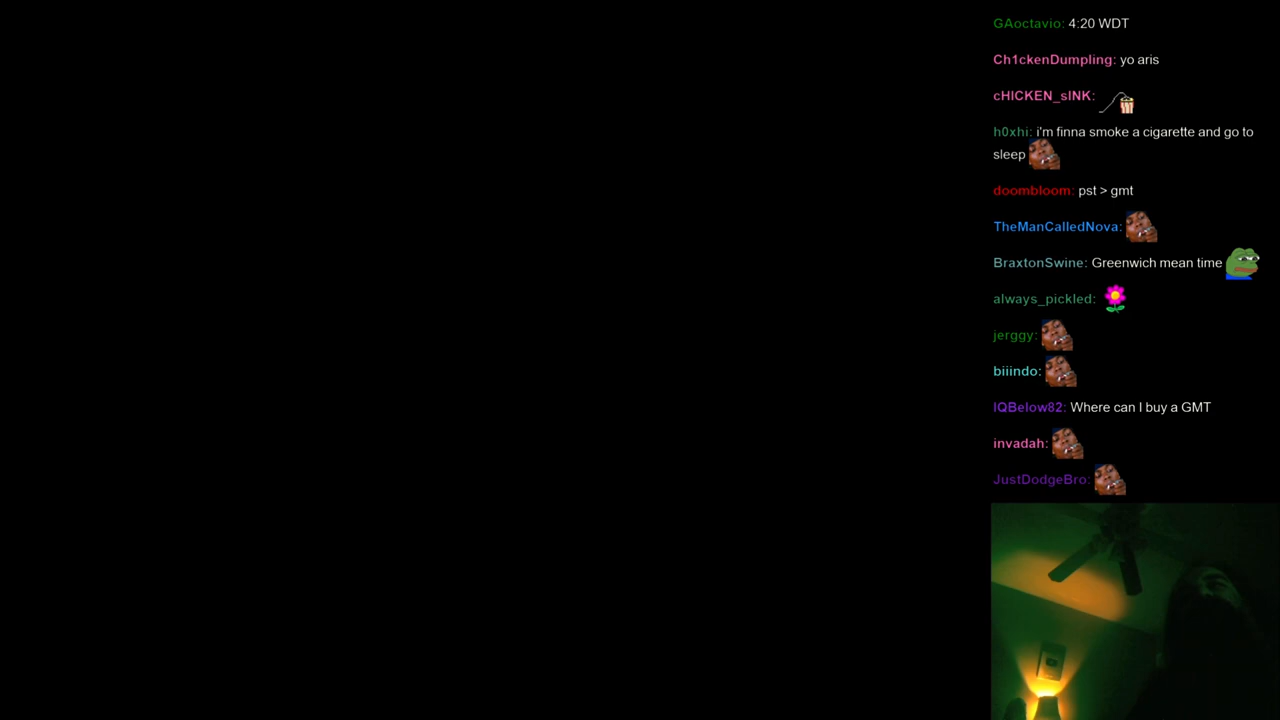 GAoctavio: 4:20 WDT
Ch1ckenDumpling: yo aris
cHICKEN_sINK:
h0xhi: i'm finna smoke a cigarette and go to
sleep
doombloom: pst > gmt
TheManCalledNova:
BraxtonSwine: Greenwich mean time
always_pickled:
jerggy:
biiindo:
IQBelow82: Where can I buy a GMT
invadah:
JustDodgeBro: